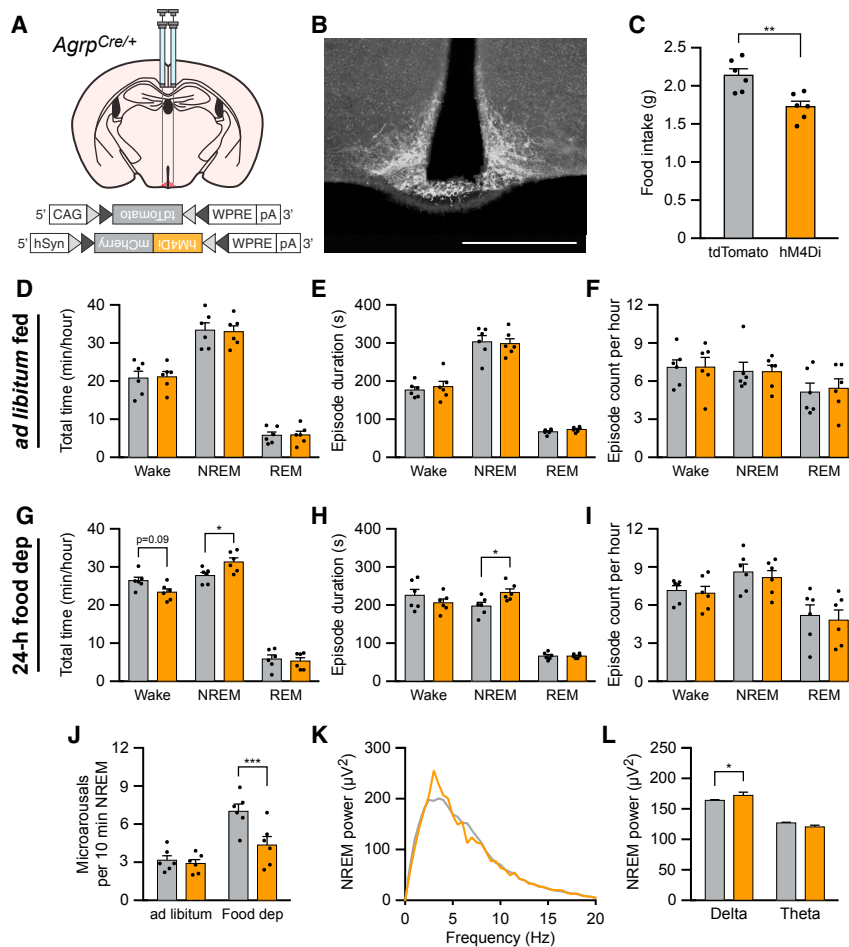 A
Agrp^Cre/+
5' CAG tdTomato WPRE pA 3'
5' hSyn mCherry hM4Di WPRE pA 3'
B
C
Food intake (g)
2.5
2.0
1.5
1.0
0.5
0
**
tdTomato hM4Di
ad libitum fed
D
Total time (min/hour)
40
30
20
10
0
Wake NREM REM
E
Episode duration (s)
400
300
200
100
0
Wake NREM REM
F
Episode count per hour
12
9
6
3
0
Wake NREM REM
24-h food dep
G
Total time (min/hour)
40
30
20
10
0
p=0.09
*
Wake NREM REM
H
Episode duration (s)
400
300
200
100
0
*
Wake NREM REM
I
Episode count per hour
12
9
6
3
0
Wake NREM REM
J
Microarousals
per 10 min NREM
12
9
6
3
0
***
ad libitum Food dep
K
NREM power (µV²)
300
200
100
0
0 5 10 15 20
Frequency (Hz)
L
NREM power (µV²)
250
200
150
100
50
0
*
Delta Theta